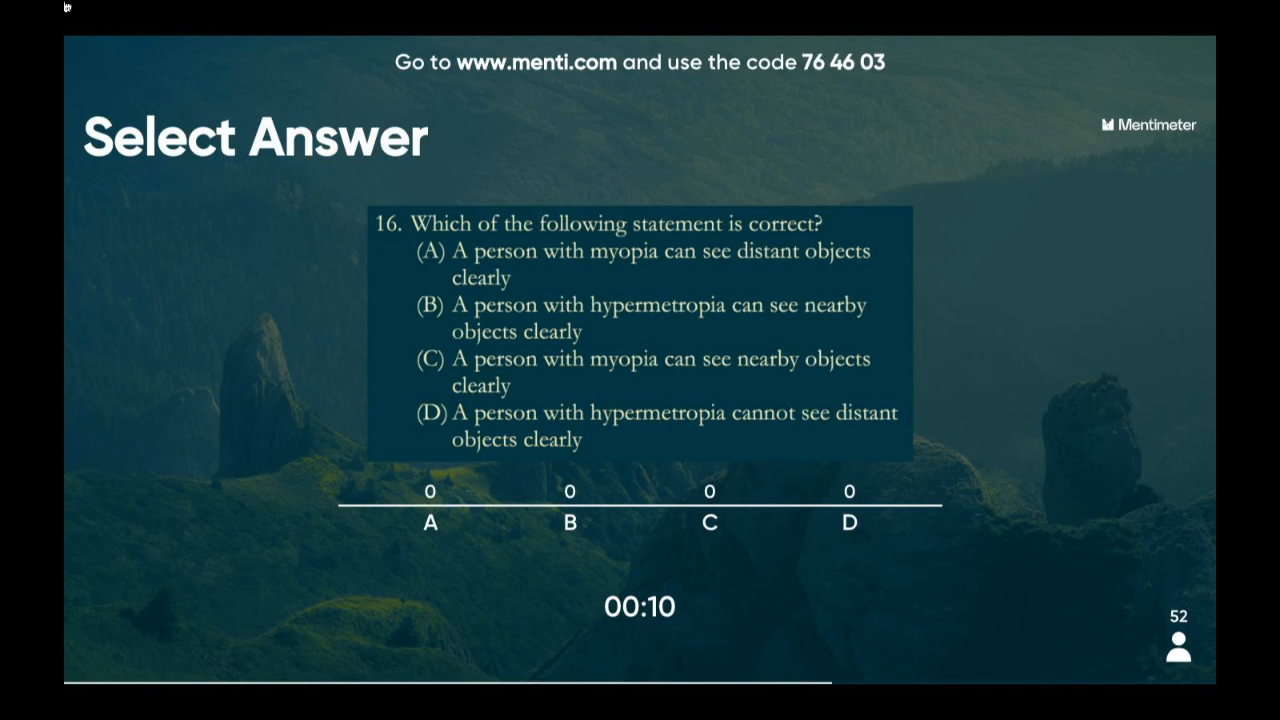 Go to www.menti.com and use the code 76 46 03
Select Answer
Mentimeter
16. Which of the following statement is correct?
(A) A person with myopia can see distant objects
clearly
(B) A person with hypermetropia can see nearby
objects clearly
(C) A person with myopia can see nearby objects
clearly
(D) A person with hypermetropia cannot see distant
objects clearly
0 0 0 0
A B C D
00:10
52